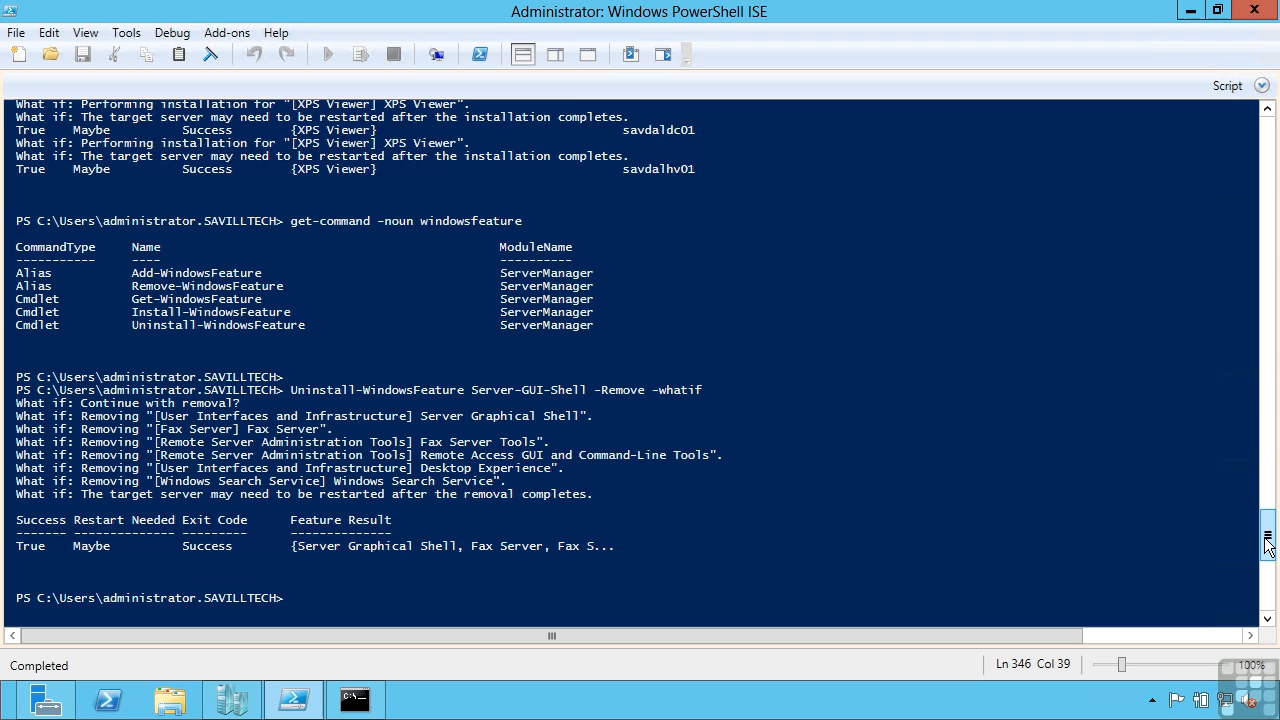 Administrator: Windows PowerShell ISE
File Edit View Tools Debug Add-ons Help
Script
What if: Performing installation for "[XPS Viewer] XPS Viewer".
What if: The target server may need to be restarted after the installation completes.
True Maybe Success {XPS Viewer} savdaldc01
What if: Performing installation for "[XPS Viewer] XPS Viewer".
What if: The target server may need to be restarted after the installation completes.
True Maybe Success {XPS Viewer} savdalhv01
PS C:\Users\administrator.SAVILLTECH> get-command -noun windowsfeature
CommandType Name ModuleName
----------- ---- ----------
Alias Add-WindowsFeature ServerManager
Alias Remove-WindowsFeature ServerManager
Cmdlet Get-WindowsFeature ServerManager
Cmdlet Install-WindowsFeature ServerManager
Cmdlet Uninstall-WindowsFeature ServerManager
PS C:\Users\administrator.SAVILLTECH>
PS C:\Users\administrator.SAVILLTECH> Uninstall-WindowsFeature Server-GUI-Shell -Remove -whatif
What if: Continue with removal?
What if: Removing "[User Interfaces and Infrastructure] Server Graphical Shell".
What if: Removing "[Fax Server] Fax Server".
What if: Removing "[Remote Server Administration Tools] Fax Server Tools".
What if: Removing "[Remote Server Administration Tools] Remote Access GUI and Command-Line Tools".
What if: Removing "[User Interfaces and Infrastructure] Desktop Experience".
What if: Removing "[Windows Search Service] Windows Search Service".
What if: The target server may need to be restarted after the removal completes.
Success Restart Needed Exit Code Feature Result
------- -------------- --------- --------------
True Maybe Success {Server Graphical Shell, Fax Server, Fax S...
PS C:\Users\administrator.SAVILLTECH>
Completed Ln 346 Col 39 100%